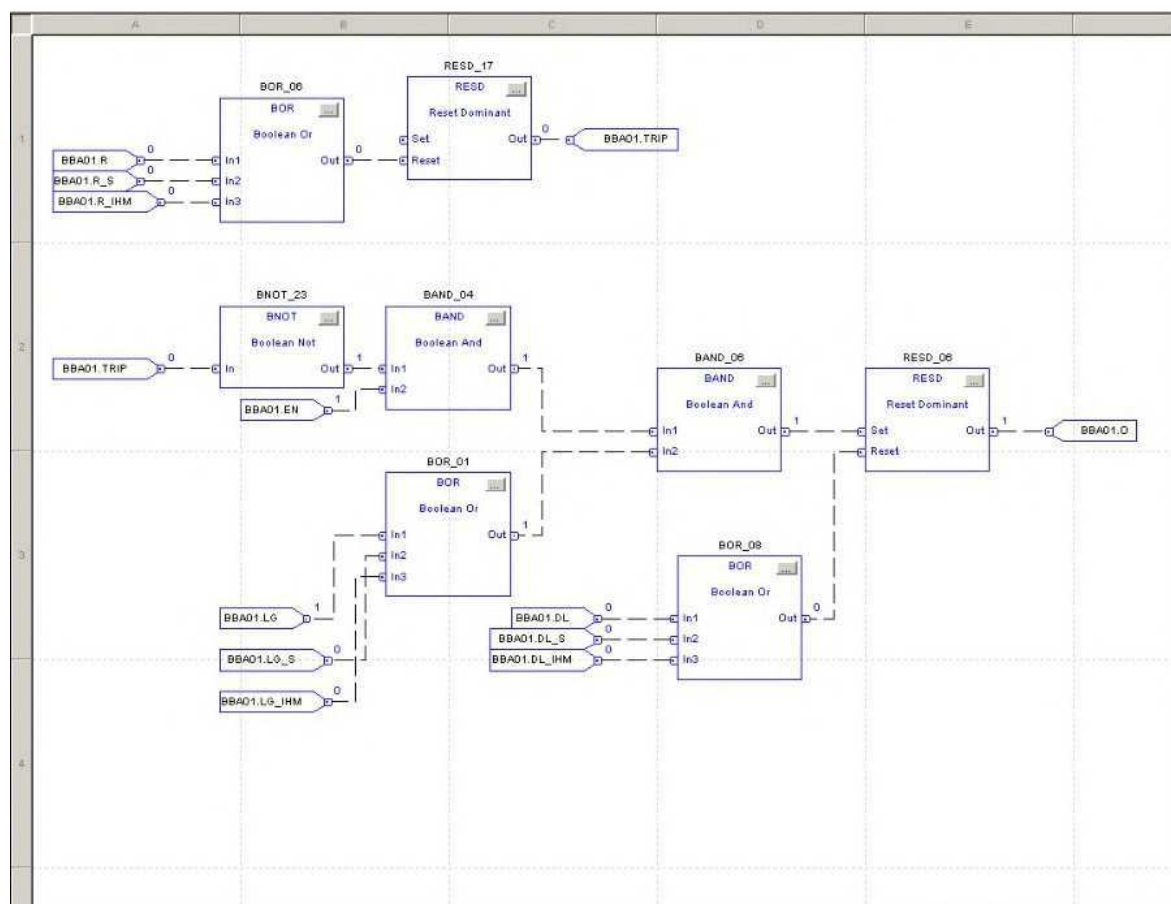 A B C D E
RESD_17
BOR_06
RESD ...
BOR ...
Reset Dominant
Boolean Or
1
Set Out 0 BBA01.TRIP
BBA01.R 0 In1 Out 0 Reset
BBA01.R_S 0 In2
BBA01.R_IHM 0 In3
BNOT_23 BAND_04
BNOT ... BAND ...
Boolean Not Boolean And
2
BAND_06 RESD_06
BBA01.TRIP 0 In Out 1 In1 Out 1
BAND ... RESD ...
BBA01.EN 1 In2
Boolean And Reset Dominant
In1 Out 1 Set Out 1 BBA01.O
In2 Reset
BOR_01
BOR ...
Boolean Or
In1 Out 1
3
In2
BOR_08
BOR ...
In3
Boolean Or
BBA01.LG 1
BBA01.DL 0 In1 Out 0
BBA01.DL_S 0 In2
BBA01.LG_S 0
BBA01.DL_IHM 0 In3
BBA01.LG_IHM 0
4